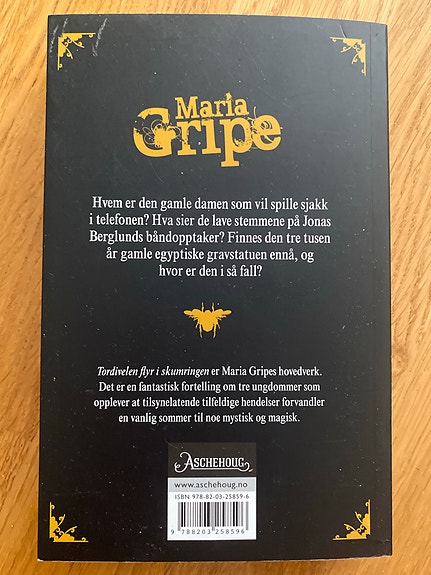 Maria
Gripe
Hvem er den gamle damen som vil spille sjakk
i telefonen? Hva sier de lave stemmene på Jonas
Berglunds båndopptaker? Finnes den tre tusen
år gamle egyptiske gravstatuen ennå, og
hvor er den i så fall?
Tordivelen flyr i skumringen er Maria Gripes hovedverk.
Det er en fantastisk fortelling om tre ungdommer som
opplever at tilsynelatende tilfeldige hendelser forvandler
en vanlig sommer til noe mystisk og magisk.
ASCHEHOUG
www.aschehoug.no
ISBN 978-82-03-25859-6
9 788203 258596